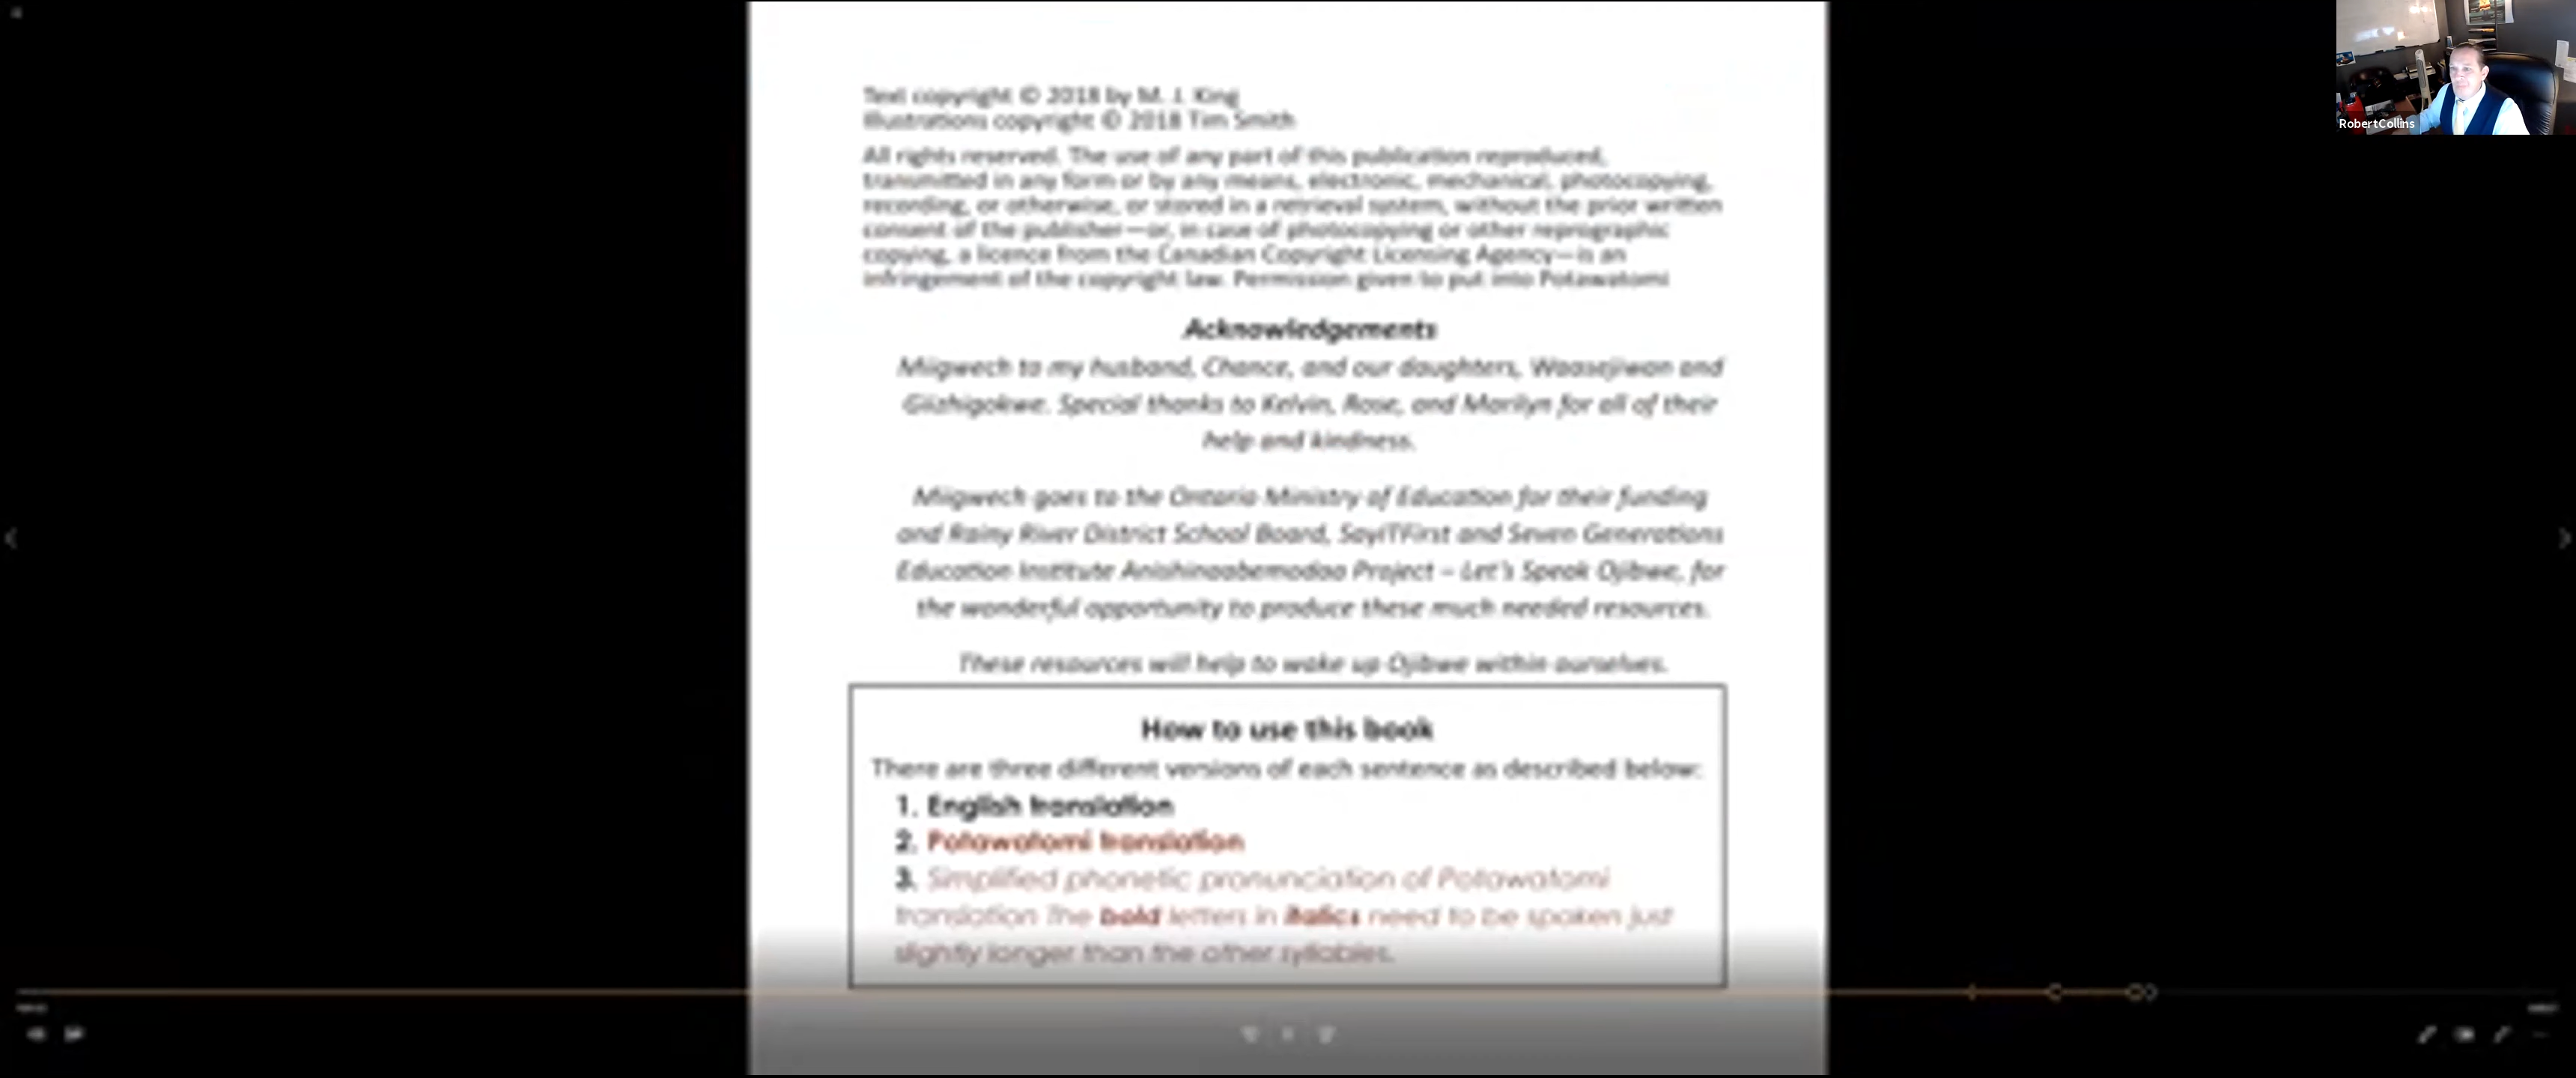 Text copyright © 2018 by M. J. King
Illustrations copyright © 2018 Tim Smith
All rights reserved. The use of any part of this publication reproduced,
transmitted in any form or by any means, electronic, mechanical, photocopying,
recording, or otherwise, or stored in a retrieval system, without the prior written
consent of the publisher—or, in case of photocopying or other reprographic
copying, a licence from the Canadian Copyright Licensing Agency—is an
infringement of the copyright law. Permission given to put into Potawatomi
Acknowledgements
Miigwech to my husband, Chance, and our daughters, Waasejiwan and
Giizhigokwe. Special thanks to Kelvin, Rose, and Marilyn for all of their
help and kindness.
Miigwech goes to the Ontario Ministry of Education for their funding
and Rainy River District School Board, SayITFirst and Seven Generations
Education Institute Anishinaabemodaa Project – Let's Speak Ojibwe, for
the wonderful opportunity to produce these much needed resources.
These resources will help to wake up Ojibwe within ourselves.
How to use this book
There are three different versions of each sentence as described below:
1. English translation
2. Potawatomi translation
3. Simplified phonetic pronunciation of Potawatomi
translation The bold letters in italics need to be spoken just
slightly longer than the other syllables.
RobertCollins